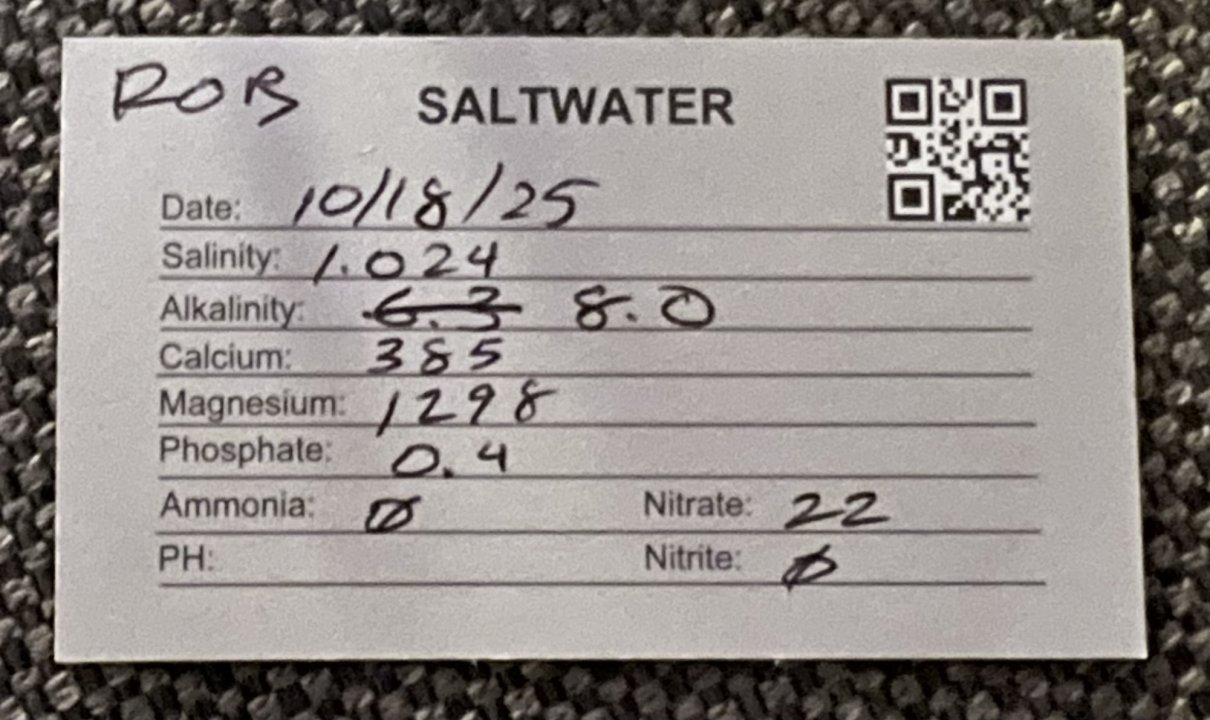 ROB SALTWATER
Date: 10/18/25
Salinity: 1.024
Alkalinity: 6.3 8.0
Calcium: 385
Magnesium: 1298
Phosphate: 0.4
Ammonia: Ø Nitrate: 22
PH: Nitrite: Ø